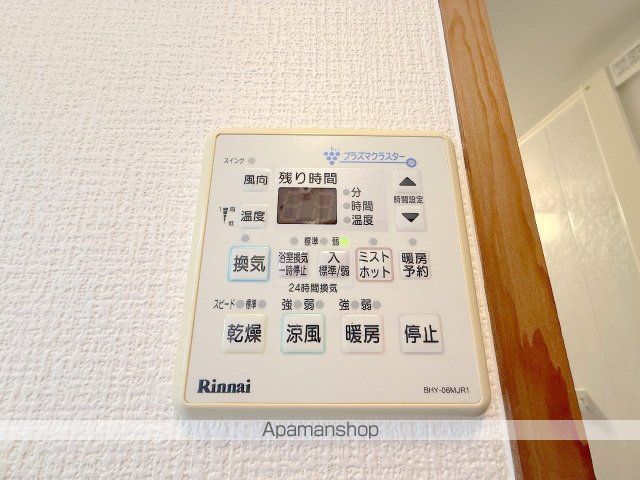 プラズマクラスター
スイング
風向
残り時間
分
時間
温度
時間設定
温度
標準 弱
換気
浴室換気
一時停止
入
標準/弱
ミスト
ホット
暖房
予約
24時間換気
スピード 標準 強 弱 強 弱
乾燥 涼風 暖房 停止
Rinnai
BHY-06MJR1
Apamanshop